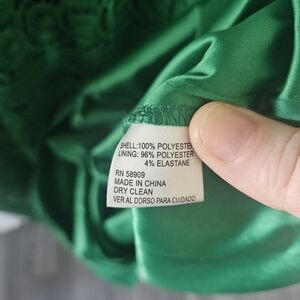 SHELL:100% POLYESTER
LINING: 96% POLYESTER
4% ELASTANE
RN 58909
MADE IN CHINA
DRY CLEAN
VER AL DORSO PARA CUIDADO